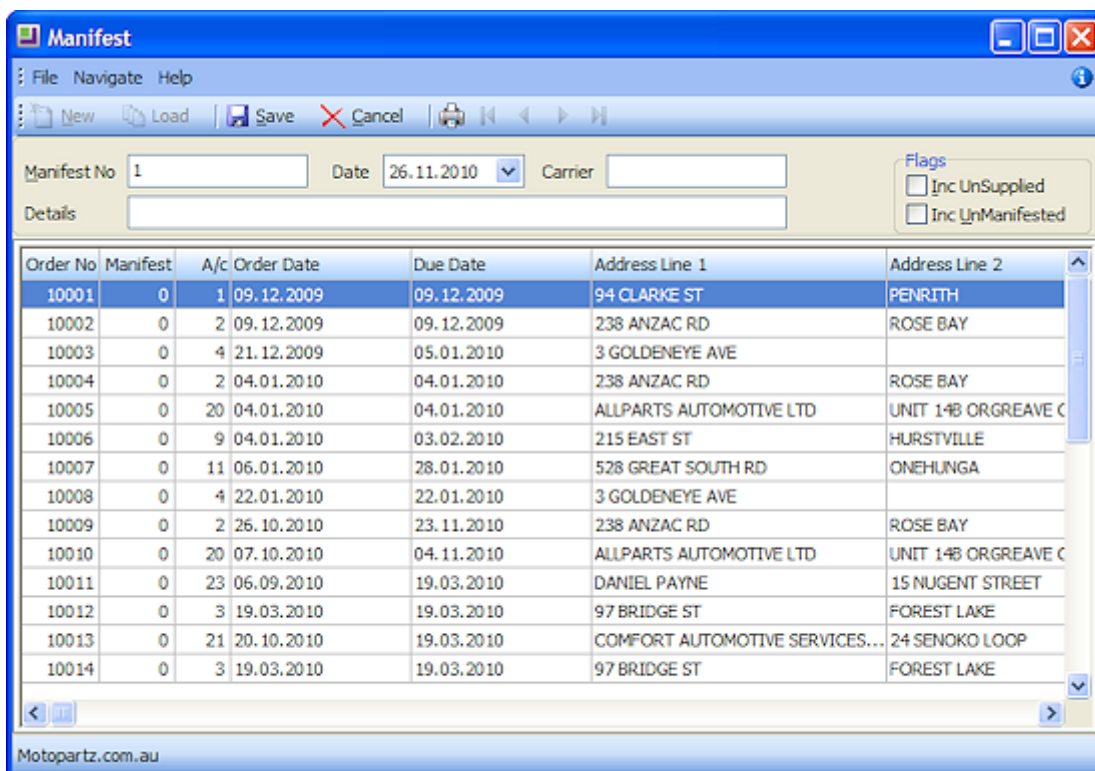 Manifest
File Navigate Help
New Load Save Cancel
Manifest No 1 Date 26.11.2010 Carrier Flags
Inc UnSupplied
Details Inc UnManifested
Order No Manifest A/c Order Date Due Date Address Line 1 Address Line 2
10001 0 1 09.12.2009 09.12.2009 94 CLARKE ST PENRITH
10002 0 2 09.12.2009 09.12.2009 238 ANZAC RD ROSE BAY
10003 0 4 21.12.2009 05.01.2010 3 GOLDENEYE AVE
10004 0 2 04.01.2010 04.01.2010 238 ANZAC RD ROSE BAY
10005 0 20 04.01.2010 04.01.2010 ALLPARTS AUTOMOTIVE LTD UNIT 14B ORGREAVE C
10006 0 9 04.01.2010 03.02.2010 215 EAST ST HURSTVILLE
10007 0 11 06.01.2010 28.01.2010 528 GREAT SOUTH RD ONEHUNGA
10008 0 4 22.01.2010 22.01.2010 3 GOLDENEYE AVE
10009 0 2 26.10.2010 23.11.2010 238 ANZAC RD ROSE BAY
10010 0 20 07.10.2010 04.11.2010 ALLPARTS AUTOMOTIVE LTD UNIT 14B ORGREAVE C
10011 0 23 06.09.2010 19.03.2010 DANIEL PAYNE 15 NUGENT STREET
10012 0 3 19.03.2010 19.03.2010 97 BRIDGE ST FOREST LAKE
10013 0 21 20.10.2010 19.03.2010 COMFORT AUTOMOTIVE SERVICES... 24 SENOKO LOOP
10014 0 3 19.03.2010 19.03.2010 97 BRIDGE ST FOREST LAKE
Motopartz.com.au